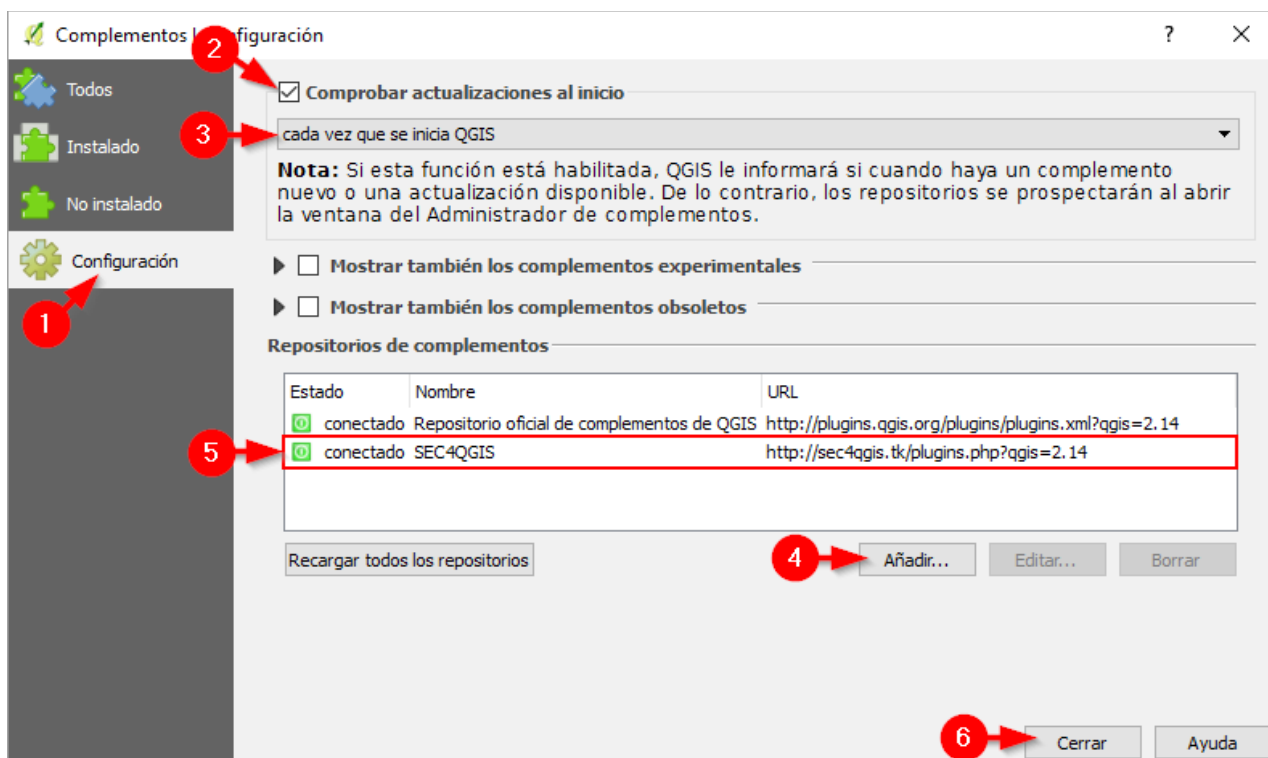 Complementos | Configuración
?
2
Todos
Comprobar actualizaciones al inicio
3
cada vez que se inicia QGIS
Instalado
Nota: Si esta función está habilitada, QGIS le informará si cuando haya un complemento
nuevo o una actualización disponible. De lo contrario, los repositorios se prospectarán al abrir
la ventana del Administrador de complementos.
No instalado
Configuración
1
Mostrar también los complementos experimentales
Mostrar también los complementos obsoletos
Repositorios de complementos
Estado Nombre URL
conectado Repositorio oficial de complementos de QGIS http://plugins.qgis.org/plugins/plugins.xml?qgis=2.14
5
conectado SEC4QGIS http://sec4qgis.tk/plugins.php?qgis=2.14
Recargar todos los repositorios
4
Añadir... Editar... Borrar
6
Cerrar Ayuda